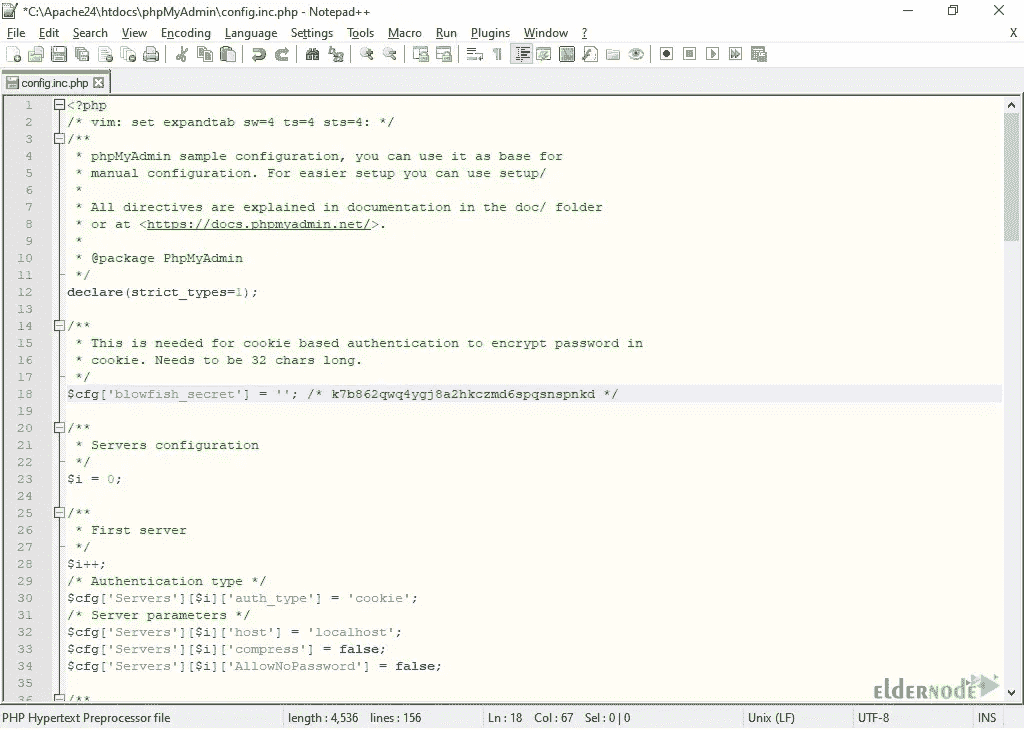 *C:\Apache24\htdocs\phpMyAdmin\config.inc.php - Notepad++
File Edit Search View Encoding Language Settings Tools Macro Run Plugins Window ? X
config.inc.php
1 <?php
2 /* vim: set expandtab sw=4 ts=4 sts=4: */
3 /**
4 * phpMyAdmin sample configuration, you can use it as base for
5 * manual configuration. For easier setup you can use setup/
6 *
7 * All directives are explained in documentation in the doc/ folder
8 * or at <https://docs.phpmyadmin.net/>.
9 *
10 * @package PhpMyAdmin
11 */
12 declare(strict_types=1);
13
14 /**
15 * This is needed for cookie based authentication to encrypt password in
16 * cookie. Needs to be 32 chars long.
17 */
18 $cfg['blowfish_secret'] = ''; /* k7b862qwq4ygj8a2hkczmd6spqsnspnkd */
19
20 /**
21 * Servers configuration
22 */
23 $i = 0;
24
25 /**
26 * First server
27 */
28 $i++;
29 /* Authentication type */
30 $cfg['Servers'][$i]['auth_type'] = 'cookie';
31 /* Server parameters */
32 $cfg['Servers'][$i]['host'] = 'localhost';
33 $cfg['Servers'][$i]['compress'] = false;
34 $cfg['Servers'][$i]['AllowNoPassword'] = false;
35
36 /**
eldernode
PHP Hypertext Preprocessor file length : 4,536 lines : 156 Ln : 18 Col : 67 Sel : 0 | 0 Unix (LF) UTF-8 INS